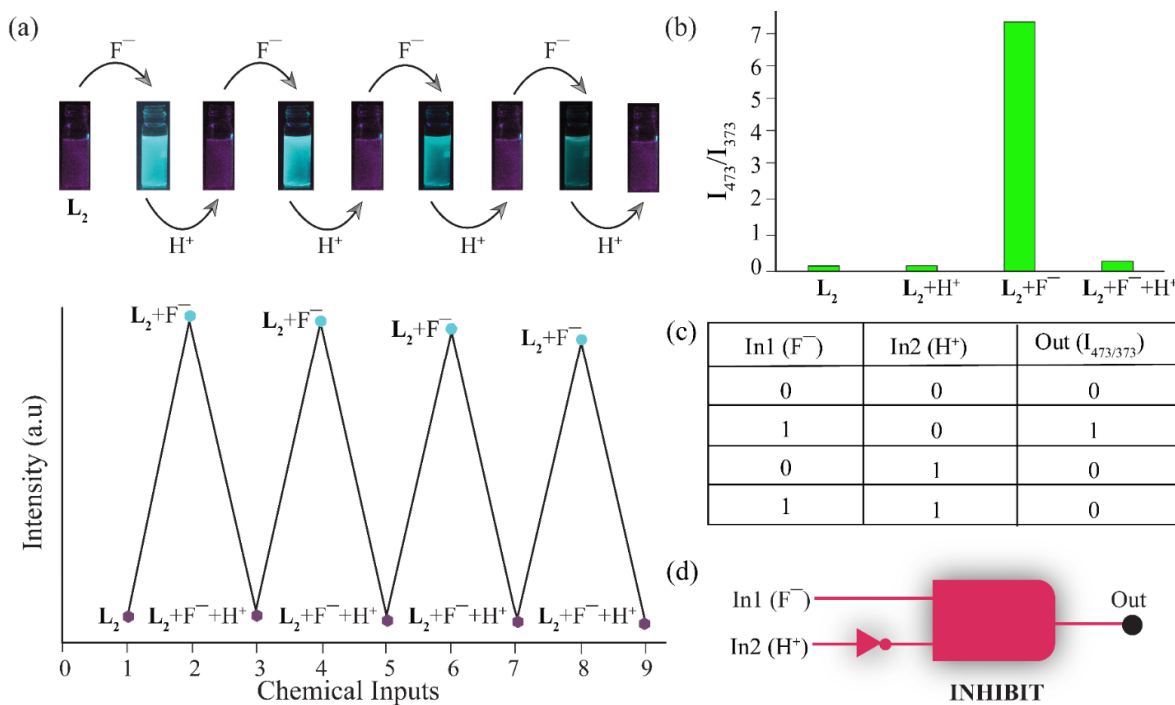 (a)
F⁻ F⁻ F⁻ F⁻
L₂
H⁺ H⁺ H⁺ H⁺
Intensity (a.u)
L₂+F⁻ L₂+F⁻ L₂+F⁻ L₂+F⁻
L₂ L₂+F⁻+H⁺ L₂+F⁻+H⁺ L₂+F⁻+H⁺ L₂+F⁻+H⁺
0 1 2 3 4 5 6 7 8 9
Chemical Inputs
(b)
I₄₇₃/I₃₇₃
7
6
5
4
3
2
1
0
L₂ L₂+H⁺ L₂+F⁻ L₂+F⁻+H⁺
(c)
In1 (F⁻) In2 (H⁺) Out (I₄₇₃/₃₇₃)
0 0 0
1 0 1
0 1 0
1 1 0
(d)
In1 (F⁻)
In2 (H⁺)
Out
INHIBIT